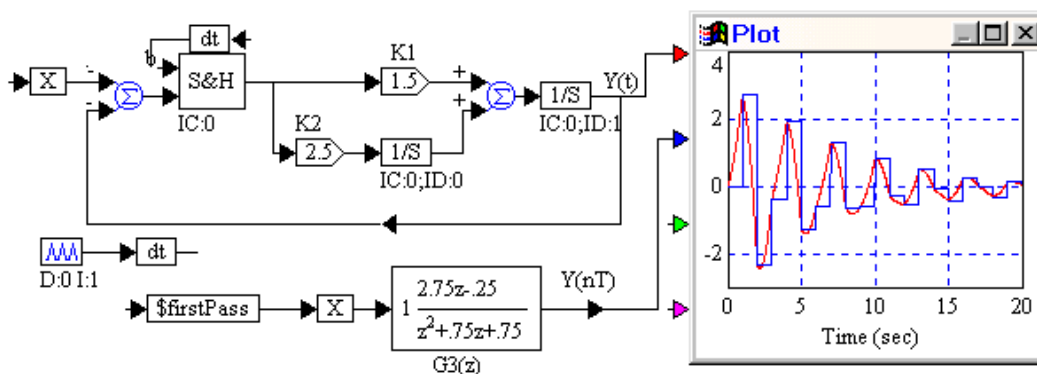 dt
Plot
X
-
-
Σ
b
S&H
IC:0
K1
1.5
+
+
Σ
1/S
Y(t)
IC:0;ID:1
K2
2.5
1/S
IC:0;ID:0
D:0 I:1
dt
$firstPass
X
1
2.75z-.25
z²+.75z+.75
G3(z)
Y(nT)
4
2
0
-2
0 5 10 15 20
Time (sec)